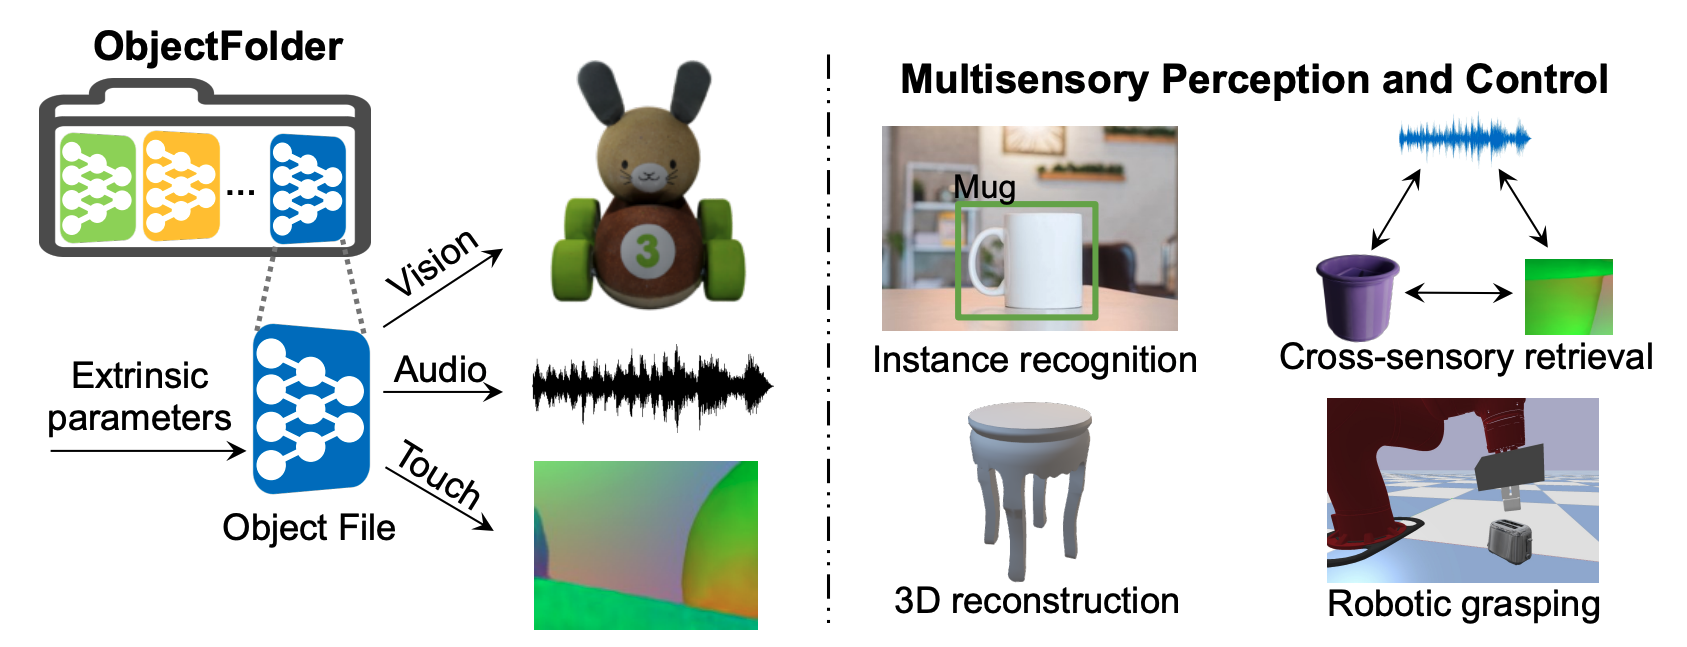 ObjectFolder
...
Vision
Audio
Touch
Extrinsic
parameters
Object File
3
Multisensory Perception and Control
Mug
Instance recognition
Cross-sensory retrieval
3D reconstruction
Robotic grasping